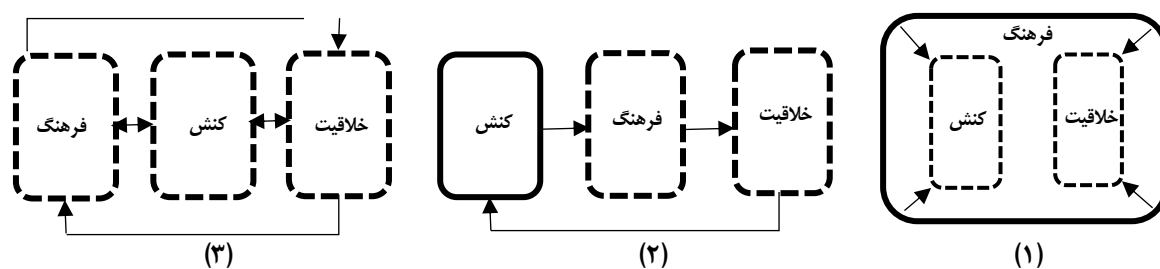 فرهنگ
خلاقیت
کنش
(۱)
خلاقیت
فرهنگ
کنش
(۲)
خلاقیت
کنش
فرهنگ
(۳)